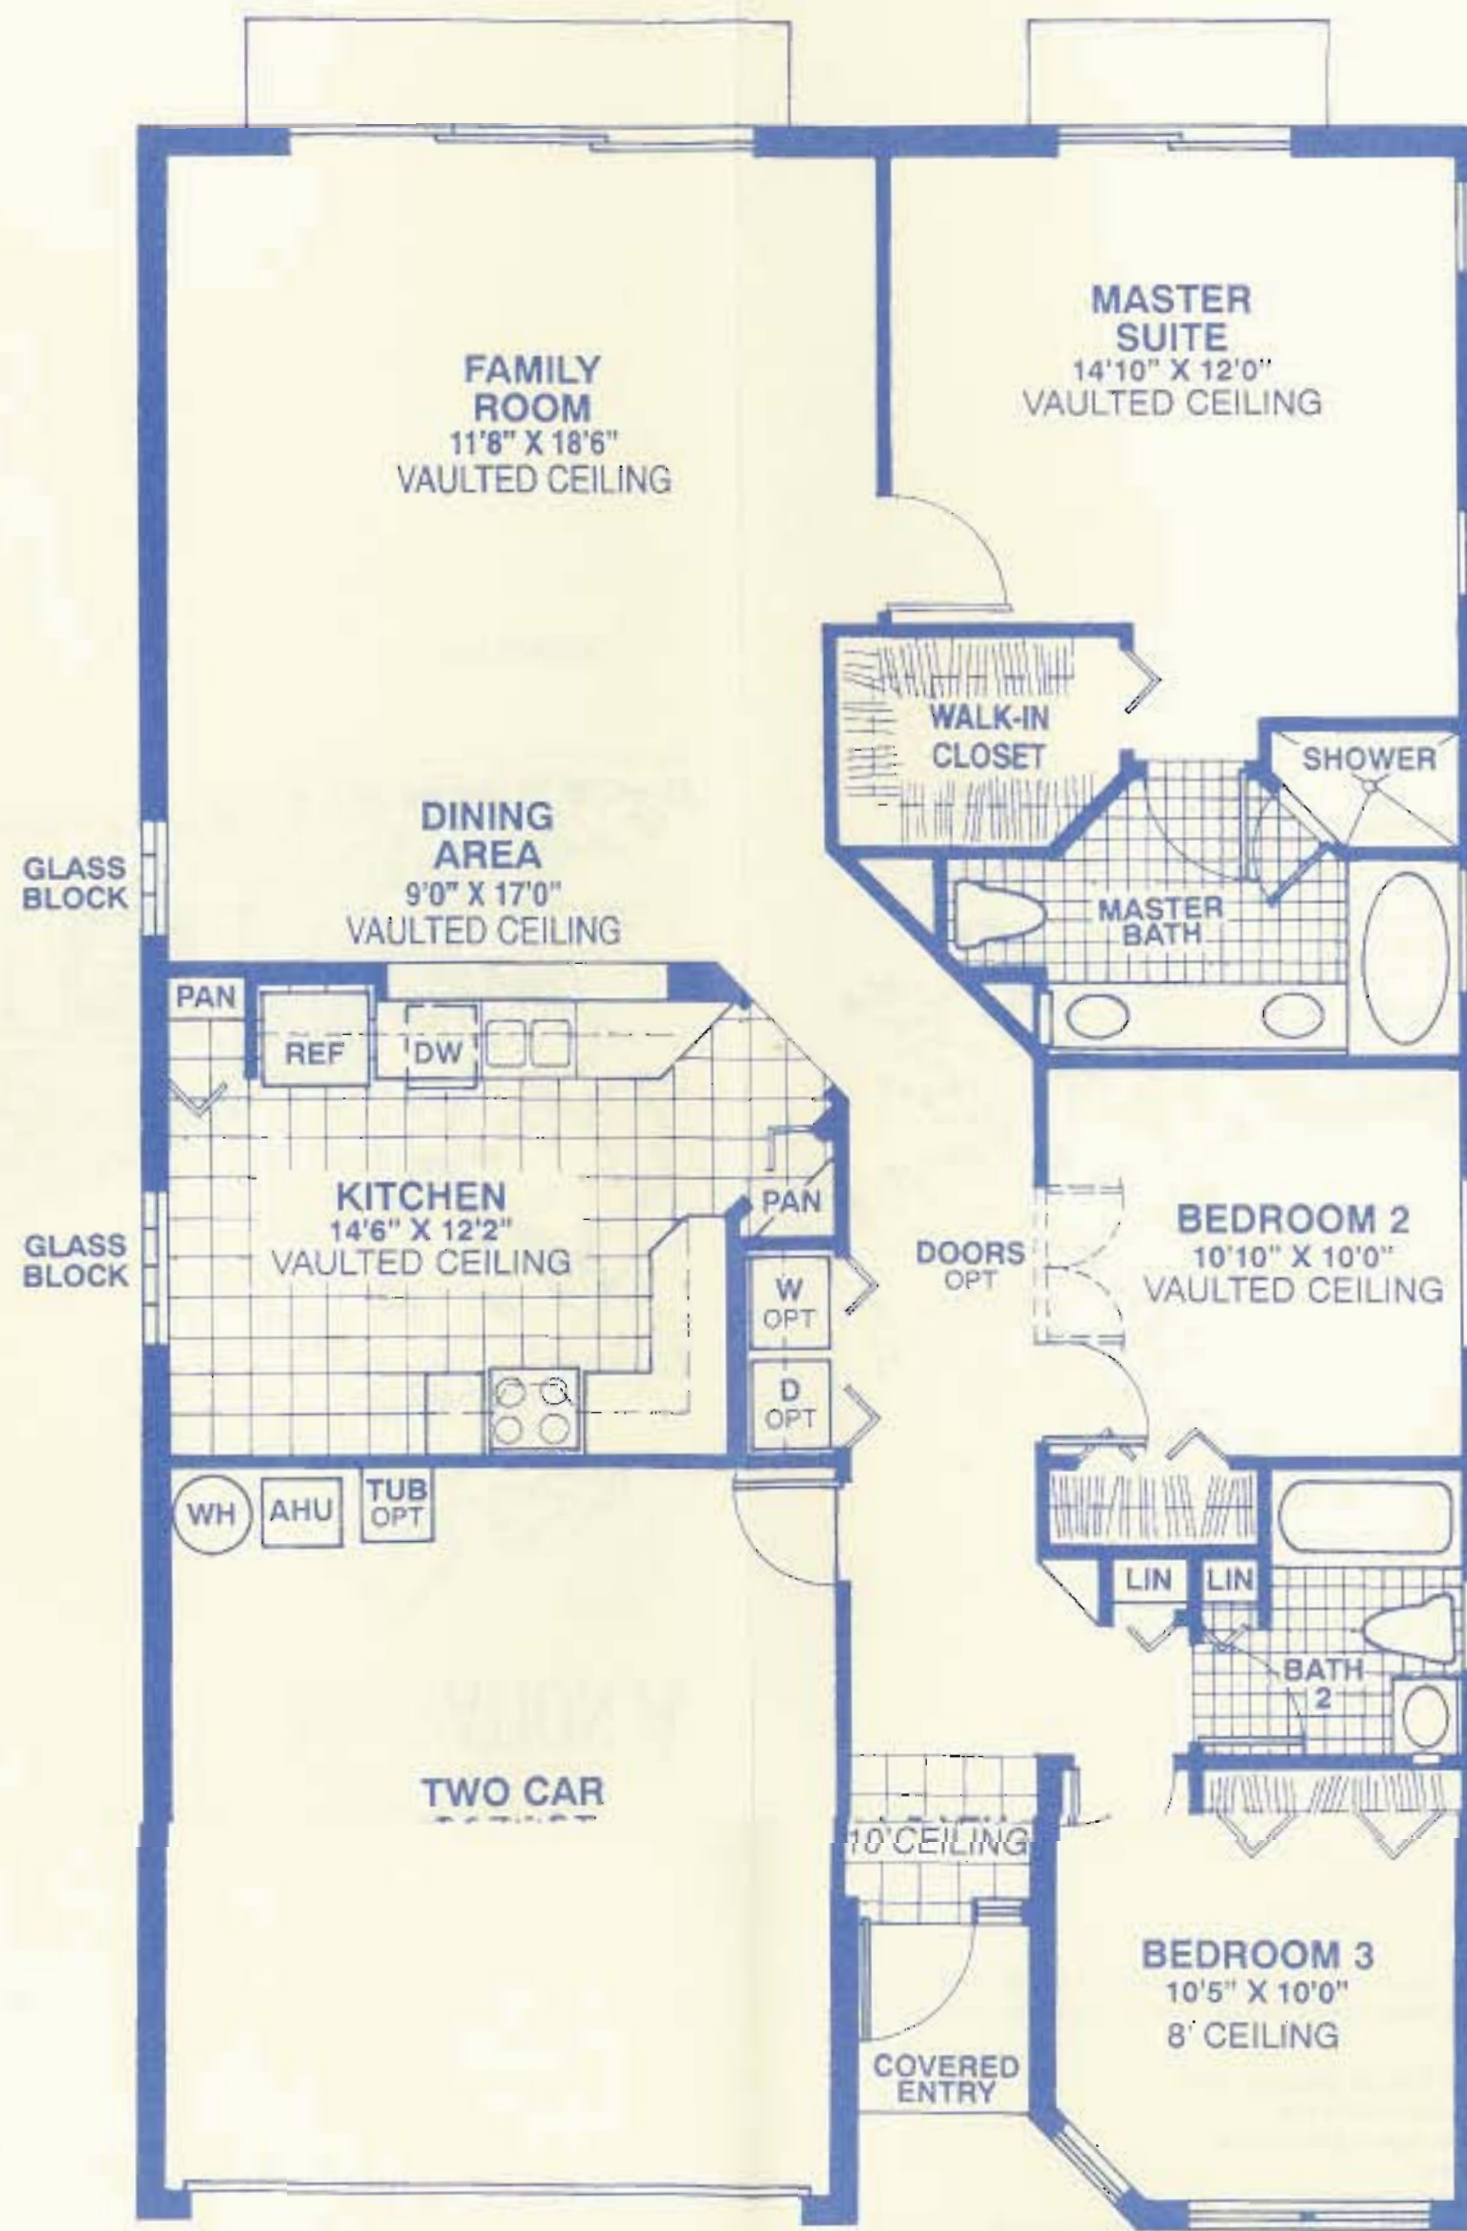 MASTER
SUITE
14'10" X 12'0"
VAULTED CEILING
FAMILY
ROOM
11'8" X 18'6"
VAULTED CEILING
WALK-IN
CLOSET
SHOWER
DINING
AREA
9'0" X 17'0"
VAULTED CEILING
GLASS
BLOCK
MASTER
BATH
PAN
REF
DW
KITCHEN
14'6" X 12'2"
VAULTED CEILING
PAN
GLASS
BLOCK
DOORS
OPT
BEDROOM 2
10'10" X 10'0"
VAULTED CEILING
W
OPT
D
OPT
WH
AHU
TUB
OPT
LIN
LIN
BATH
2
TWO CAR
10' CEILING
BEDROOM 3
10'5" X 10'0"
8' CEILING
COVERED
ENTRY